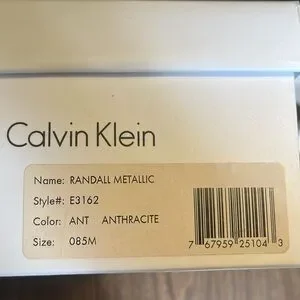 Calvin Klein
Name: RANDALL METALLIC
Style#: E3162
Color: ANT ANTHRACITE
Size: 085M
7 67959 25104 3